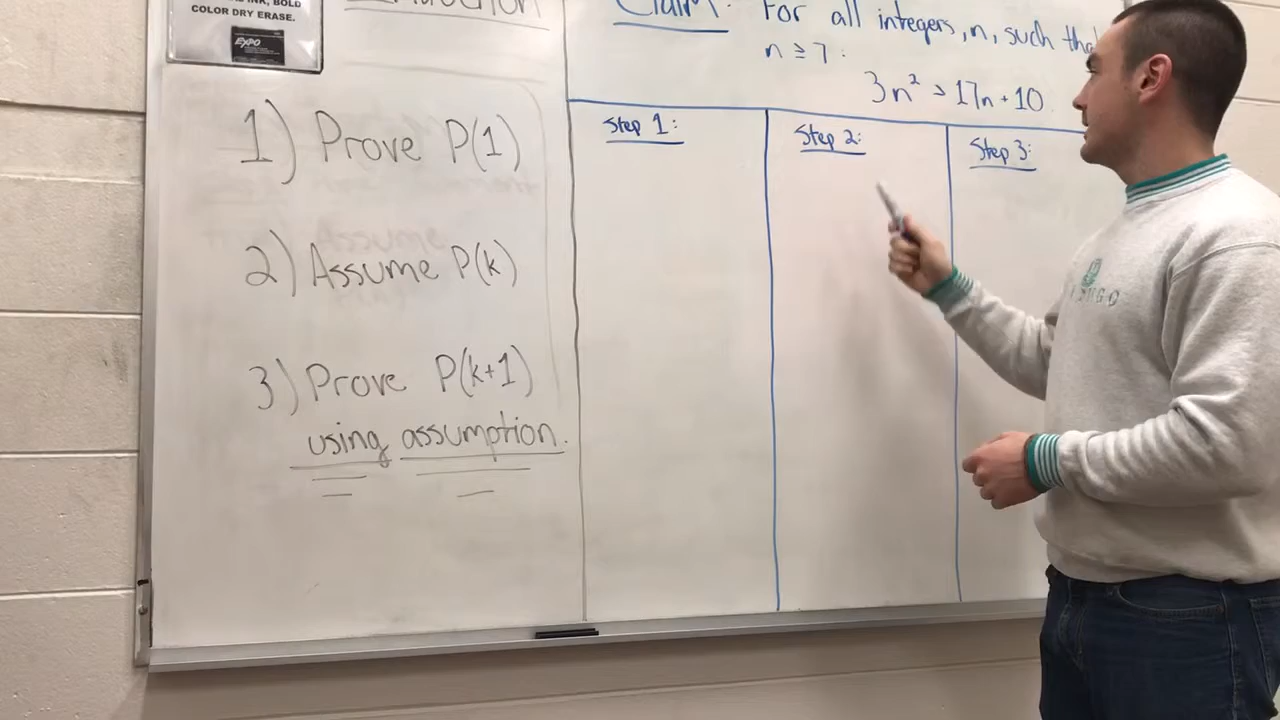 COLOR DRY ERASE.
EXPO
1) Prove P(1)
2) Assume P(k)
3) Prove P(k+1)
using assumption.
Claim: For all integers, n, such that
n ≥ 7:
3n² > 17n + 10
Step 1:
Step 2:
Step 3: